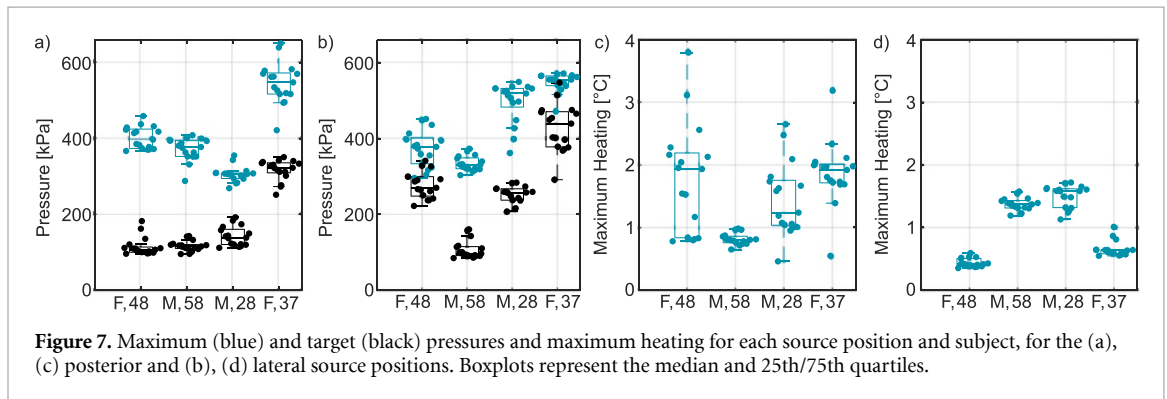 a)
b)
c)
d)
Pressure [kPa]
600
400
200
0
F,48 M,58 M,28 F,37
Pressure [kPa]
600
400
200
0
F,48 M,58 M,28 F,37
Maximum Heating [°C]
4
3
2
1
0
F,48 M,58 M,28 F,37
Maximum Heating [°C]
4
3
2
1
0
F,48 M,58 M,28 F,37
Figure 7. Maximum (blue) and target (black) pressures and maximum heating for each source position and subject, for the (a),
(c) posterior and (b), (d) lateral source positions. Boxplots represent the median and 25th/75th quartiles.